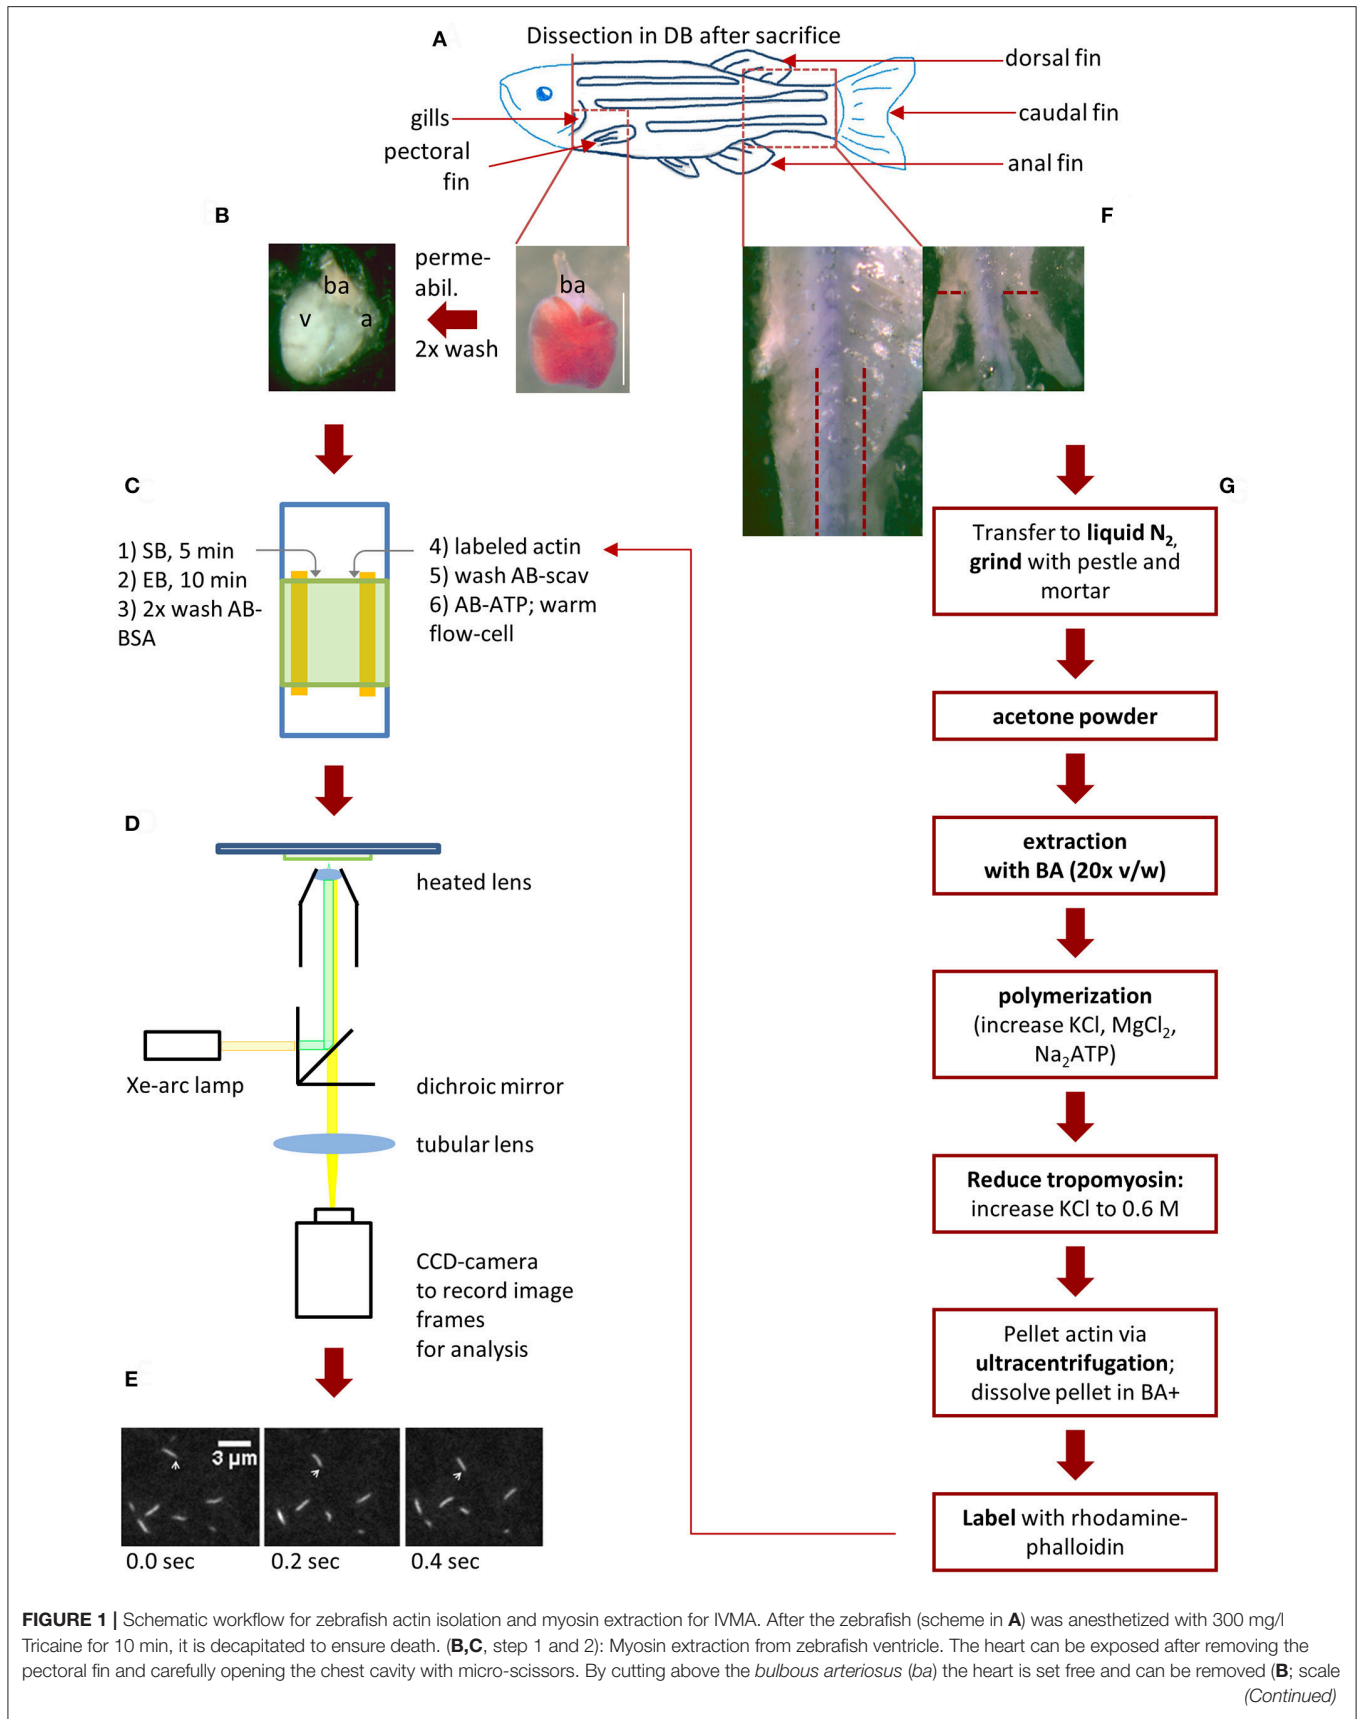 A
Dissection in DB after sacrifice
dorsal fin
gills
caudal fin
pectoral
fin
anal fin
B
F
ba
v
a
perme-
abil.
2x wash
ba
C
1) SB, 5 min
2) EB, 10 min
3) 2x wash AB-
BSA
4) labeled actin
5) wash AB-scav
6) AB-ATP; warm
flow-cell
G
Transfer to liquid N₂,
grind with pestle and
mortar
acetone powder
extraction
with BA (20x v/w)
polymerization
(increase KCl, MgCl₂,
Na₂ATP)
Reduce tropomyosin:
increase KCl to 0.6 M
Pellet actin via
ultracentrifugation;
dissolve pellet in BA+
Label with rhodamine-
phalloidin
D
heated lens
Xe-arc lamp
dichroic mirror
tubular lens
CCD-camera
to record image
frames
for analysis
E
3 µm
0.0 sec
0.2 sec
0.4 sec
FIGURE 1 | Schematic workflow for zebrafish actin isolation and myosin extraction for IVMA. After the zebrafish (scheme in A) was anesthetized with 300 mg/l
Tricaine for 10 min, it is decapitated to ensure death. (B,C, step 1 and 2): Myosin extraction from zebrafish ventricle. The heart can be exposed after removing the
pectoral fin and carefully opening the chest cavity with micro-scissors. By cutting above the bulbous arteriosus (ba) the heart is set free and can be removed (B; scale
(Continued)